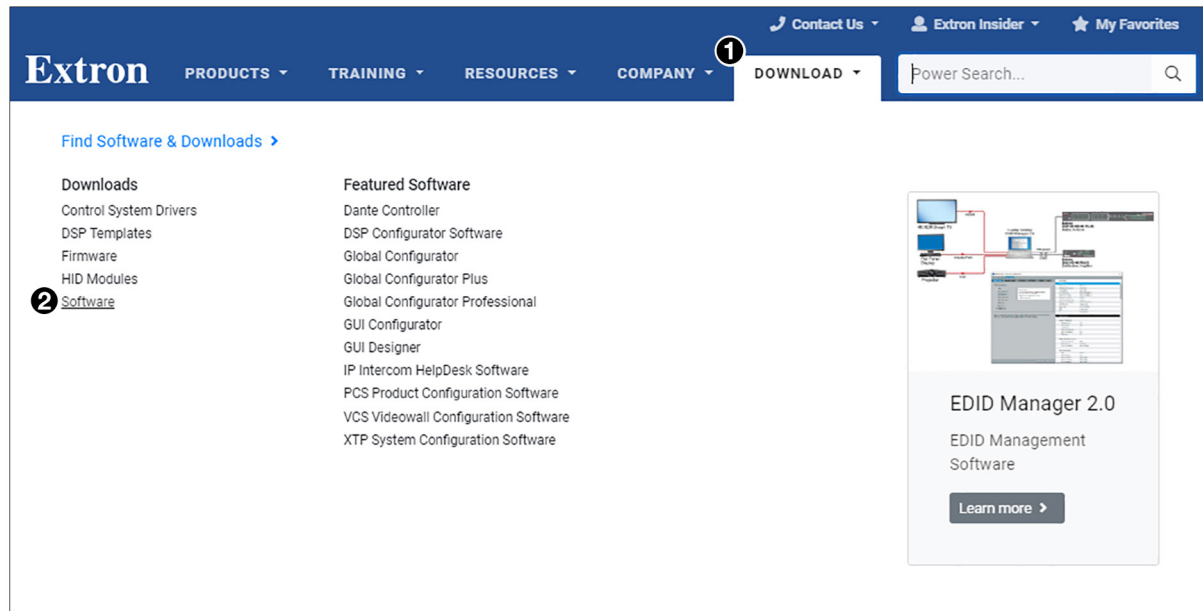 Contact Us
Extron Insider
My Favorites
1
Extron
PRODUCTS
TRAINING
RESOURCES
COMPANY
DOWNLOAD
Power Search...
Find Software & Downloads
Downloads
Control System Drivers
DSP Templates
Firmware
HID Modules
2
Software
Featured Software
Dante Controller
DSP Configurator Software
Global Configurator
Global Configurator Plus
Global Configurator Professional
GUI Configurator
GUI Designer
IP Intercom HelpDesk Software
PCS Product Configuration Software
VCS Videowall Configuration Software
XTP System Configuration Software
EDID Manager 2.0
EDID Management
Software
Learn more